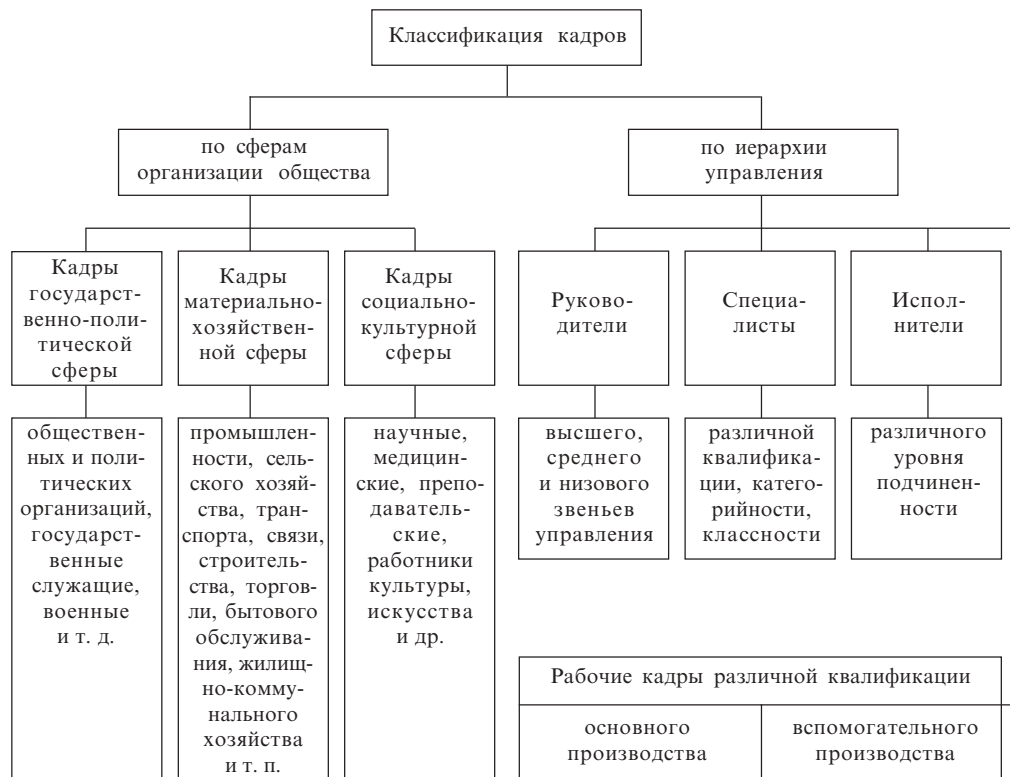 Классификация кадров
по сферам
организации общества
по иерархии
управления
Кадры
государст-
венно-поли-
тической
сферы
Кадры
материально-
хозяйствен-
ной сферы
Кадры
социально-
культурной
сферы
Руково-
дители
Специа-
листы
Испол-
нители
обществен-
ных и поли-
тических
организаций,
государст-
венные
служащие,
военные
и т. д.
промышлен-
ности, сель-
ского хозяй-
ства, тран-
спорта, связи,
строитель-
ства, торгов-
ли, бытового
обслужива-
ния, жилищ-
но-комму-
нального
хозяйства
и т. п.
научные,
медицин-
ские, препо-
даватель-
ские,
работники
культуры,
искусства
и др.
высшего,
среднего
и низового
звеньев
управления
различной
квалифика-
ции, катего-
рийности,
классности
различного
уровня
подчинен-
ности
Рабочие кадры различной квалификации
основного
производства
вспомогательного
производства